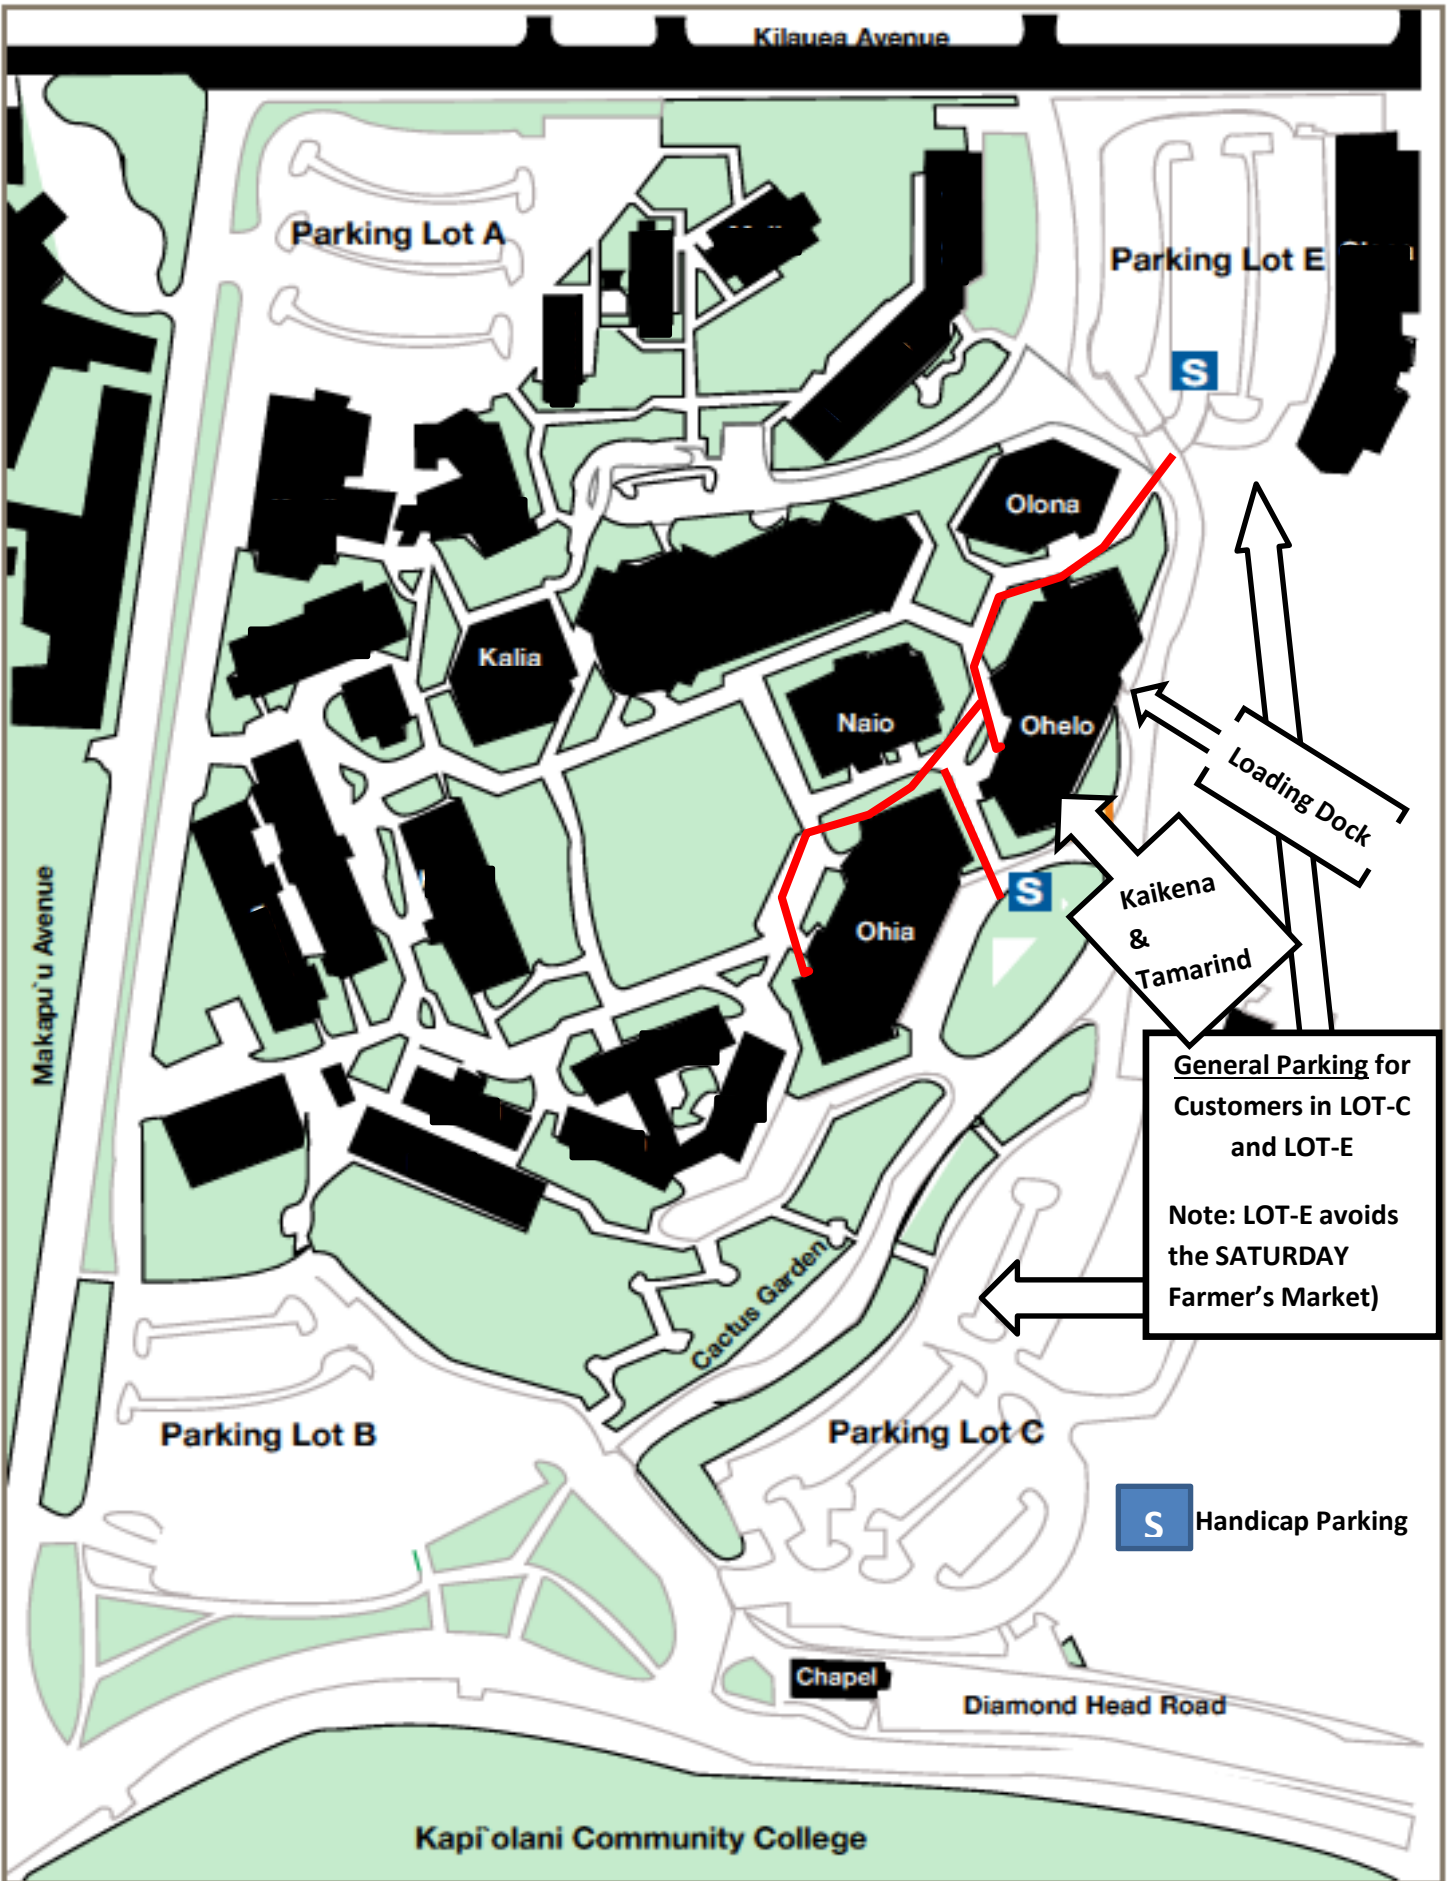 Kilauea Avenue
Parking Lot A
Parking Lot E
S
Olona
Kalia
Naio
Ohelo
Loading Dock
Kaikena
&
Tamarind
S
Ohia
Makapu`u Avenue
General Parking for
Customers in LOT-C
and LOT-E
Note: LOT-E avoids
the SATURDAY
Farmer's Market)
Cactus Garden
Parking Lot B
Parking Lot C
S Handicap Parking
Chapel
Diamond Head Road
Kapi`olani Community College